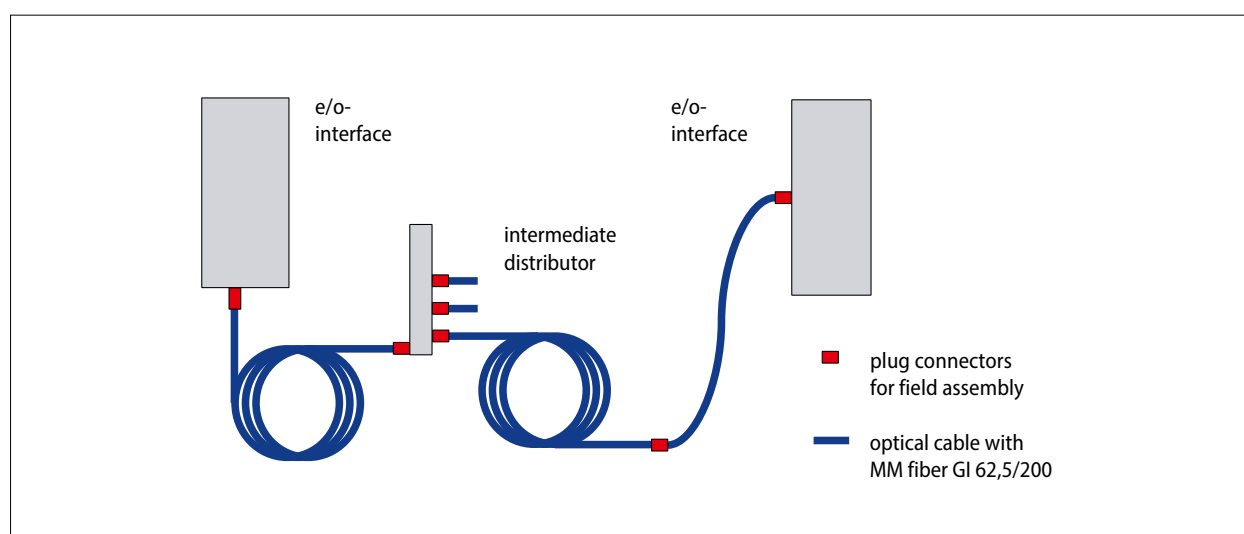 e/o-
interface
e/o-
interface
intermediate
distributor
plug connectors
for field assembly
optical cable with
MM fiber GI 62,5/200